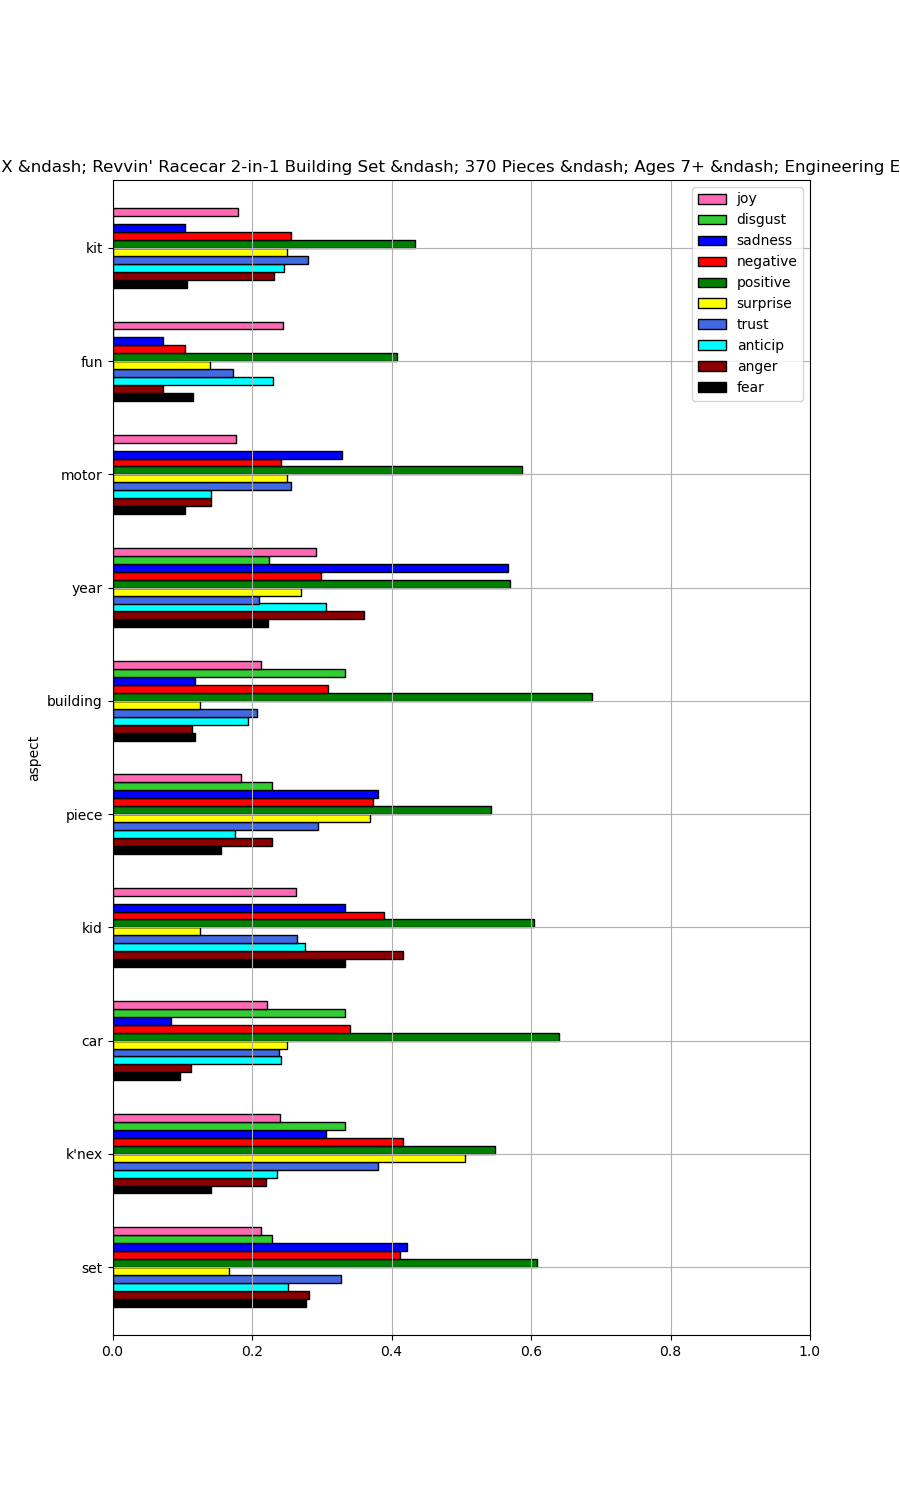 X &ndash; Revvin' Racecar 2-in-1 Building Set &ndash; 370 Pieces &ndash; Ages 7+ &ndash; Engineering E
joy
disgust
sadness
negative
positive
surprise
trust
anticip
anger
fear
kit
fun
motor
year
building
aspect
piece
kid
car
k'nex
set
0.0 0.2 0.4 0.6 0.8 1.0